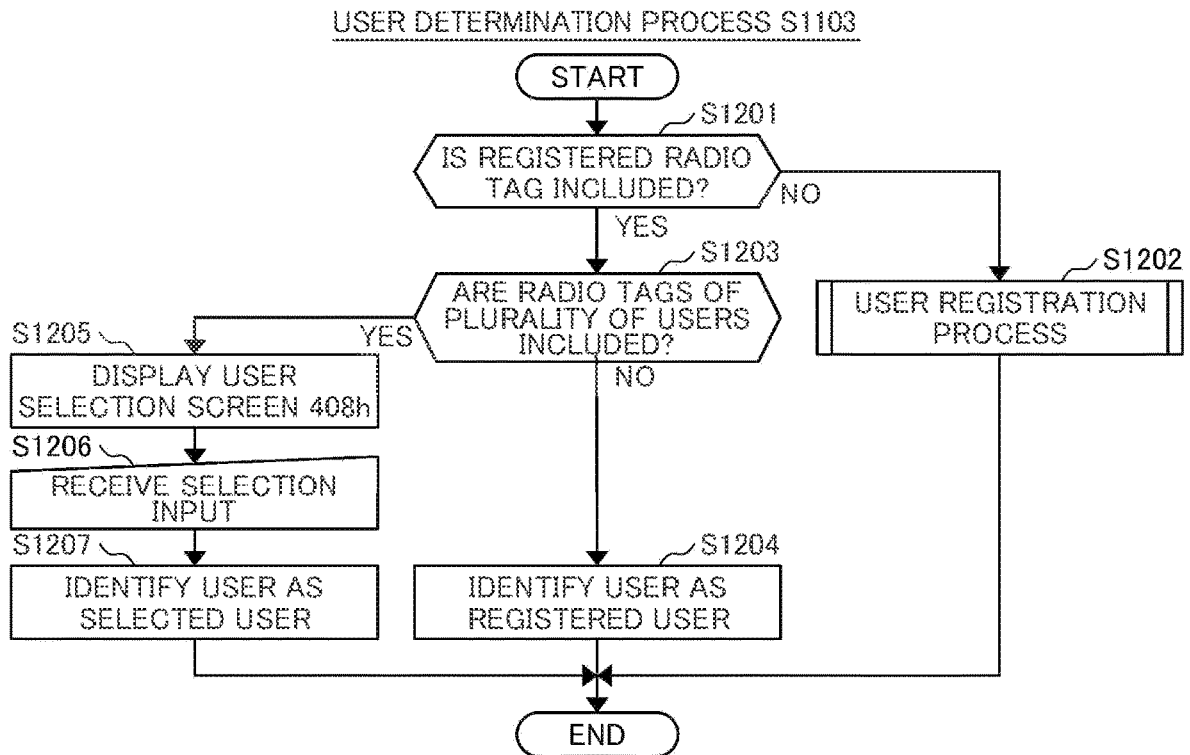 USER DETERMINATION PROCESS S1103
START
S1201
IS REGISTERED RADIO
TAG INCLUDED?
NO
YES
S1203
ARE RADIO TAGS OF
PLURALITY OF USERS
INCLUDED?
YES
NO
S1202
USER REGISTRATION
PROCESS
S1205
DISPLAY USER
SELECTION SCREEN 408h
S1206
RECEIVE SELECTION
INPUT
S1207
IDENTIFY USER AS
SELECTED USER
S1204
IDENTIFY USER AS
REGISTERED USER
END